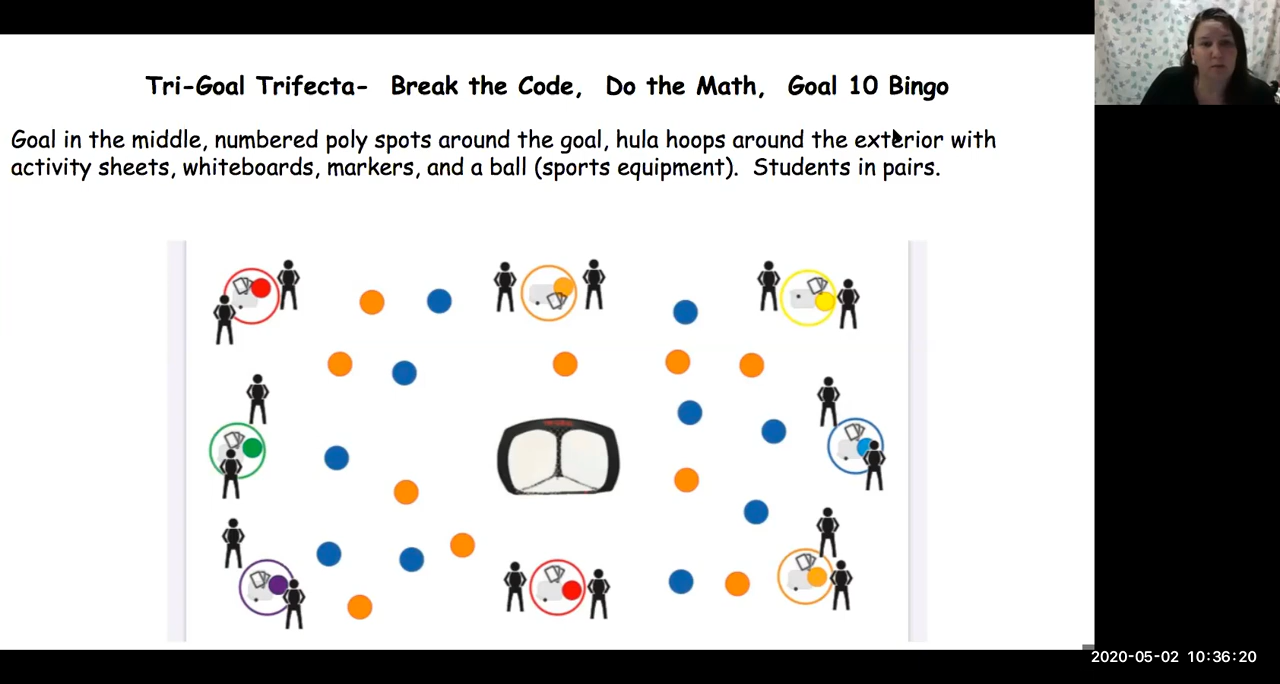 Tri-Goal Trifecta- Break the Code, Do the Math, Goal 10 Bingo
Goal in the middle, numbered poly spots around the goal, hula hoops around the exterior with
activity sheets, whiteboards, markers, and a ball (sports equipment). Students in pairs.
2020-05-02 10:36:20